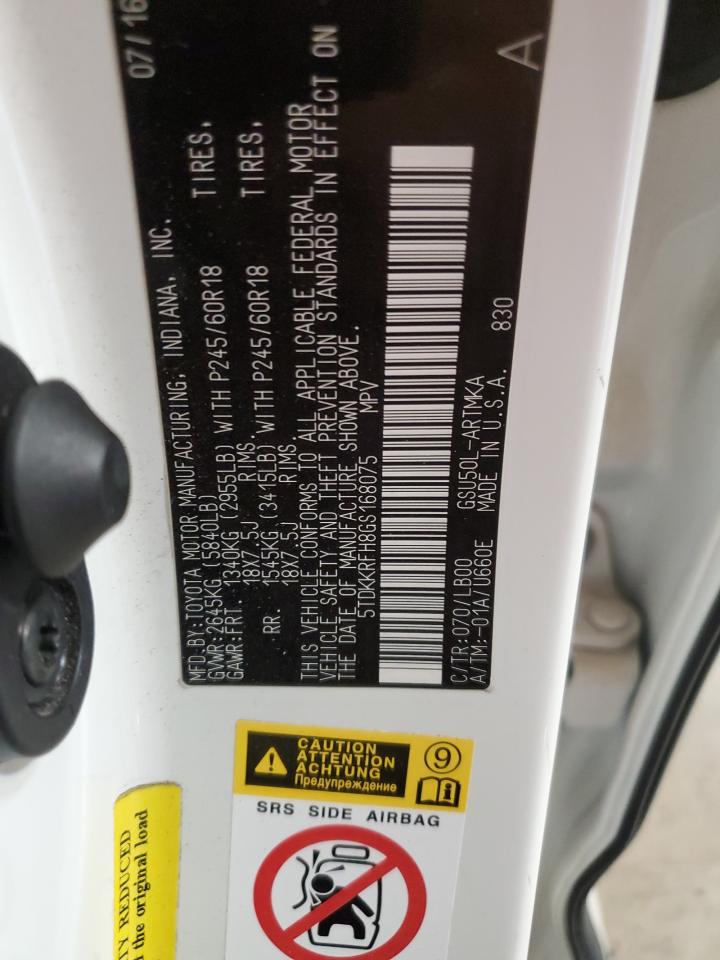 MFD.BY:TOYOTA MOTOR MANUFACTURING, INDIANA, INC. 07/16
GVWR:2645KG (5840LB)
GAWR:FRT. 1340KG (2955LB) WITH P245/60R18 TIRES,
18X7.5J RIMS.
RR. 1545KG (3415LB) WITH P245/60R18 TIRES,
18X7.5J RIMS.
THIS VEHICLE CONFORMS TO ALL APPLICABLE FEDERAL MOTOR
VEHICLE SAFETY AND THEFT PREVENTION STANDARDS IN EFFECT ON
THE DATE OF MANUFACTURE SHOWN ABOVE.
5TDKKRFH8GS168075 MPV
C/TR:070/LB00 GSU50L-ARTMKA 830
A/TM:-01A/U660E MADE IN U.S.A.
A
CAUTION
ATTENTION
ACHTUNG
Предупреждение
9
i
SRS SIDE AIRBAG
REDUCED
the original load